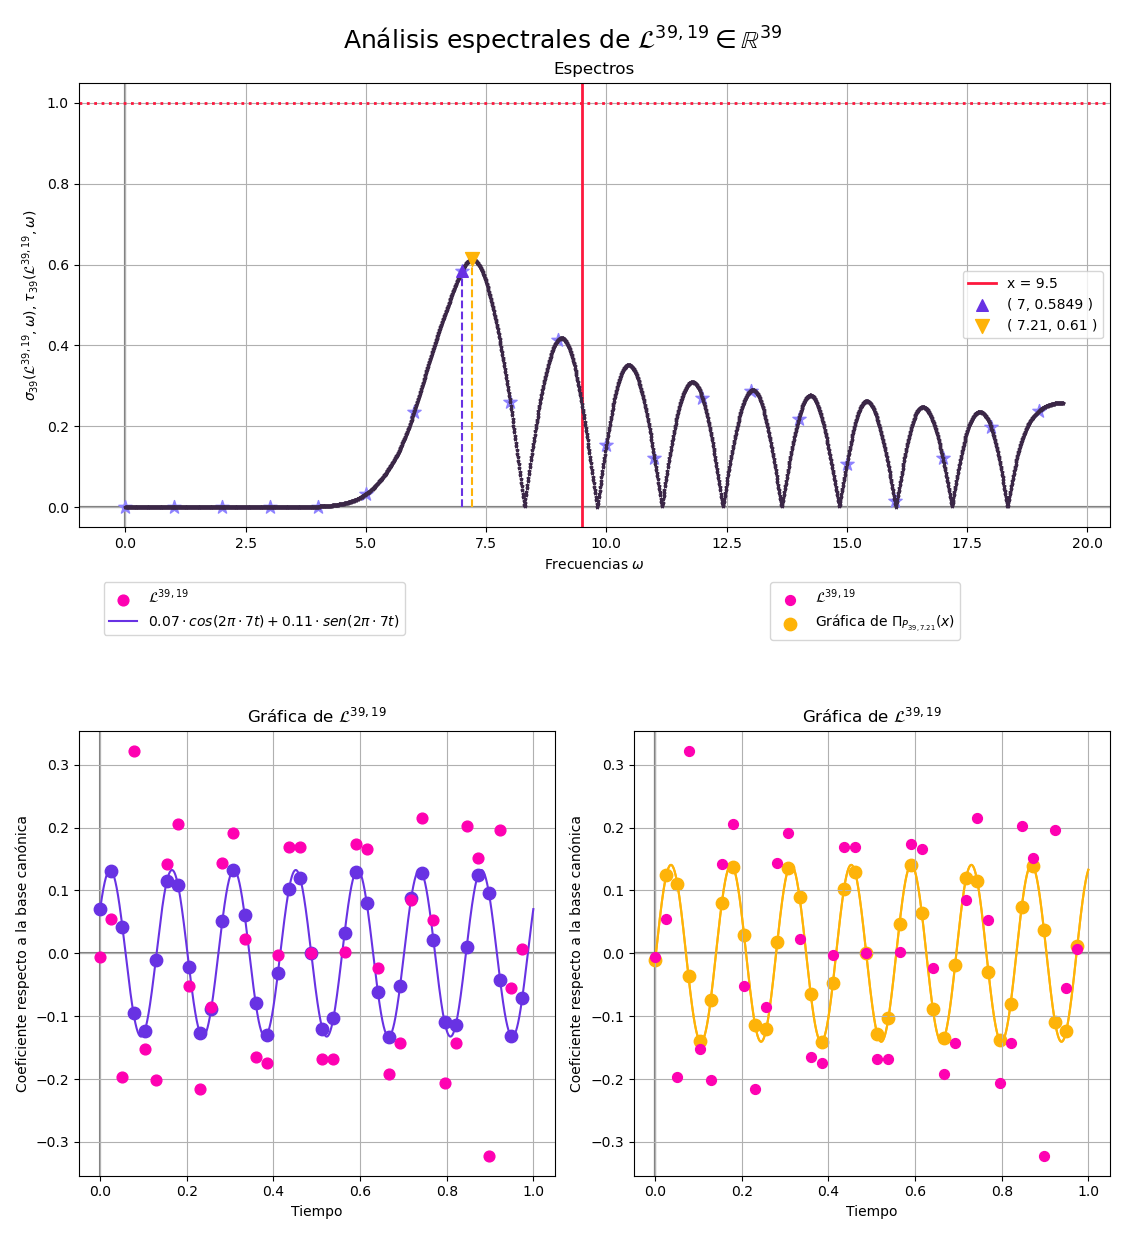 Análisis espectrales de 𝓛^{39,19} ∈ ℝ^{39}
Espectros
σ_{39}(𝓛^{39,19}, ω), τ_{39}(𝓛^{39,19}, ω)
1.0
0.8
0.6
0.4
0.2
0.0
x = 9.5
( 7, 0.5849 )
( 7.21, 0.61 )
0.0 2.5 5.0 7.5 10.0 12.5 15.0 17.5 20.0
Frecuencias ω
𝓛^{39,19}
0.07 · cos(2π · 7t) + 0.11 · sen(2π · 7t)
𝓛^{39,19}
Gráfica de Π_{P_{39,7.21}}(x)
Gráfica de 𝓛^{39,19}
Coeficiente respecto a la base canónica
0.3
0.2
0.1
0.0
−0.1
−0.2
−0.3
0.0 0.2 0.4 0.6 0.8 1.0
Tiempo
Gráfica de 𝓛^{39,19}
Coeficiente respecto a la base canónica
0.3
0.2
0.1
0.0
−0.1
−0.2
−0.3
0.0 0.2 0.4 0.6 0.8 1.0
Tiempo